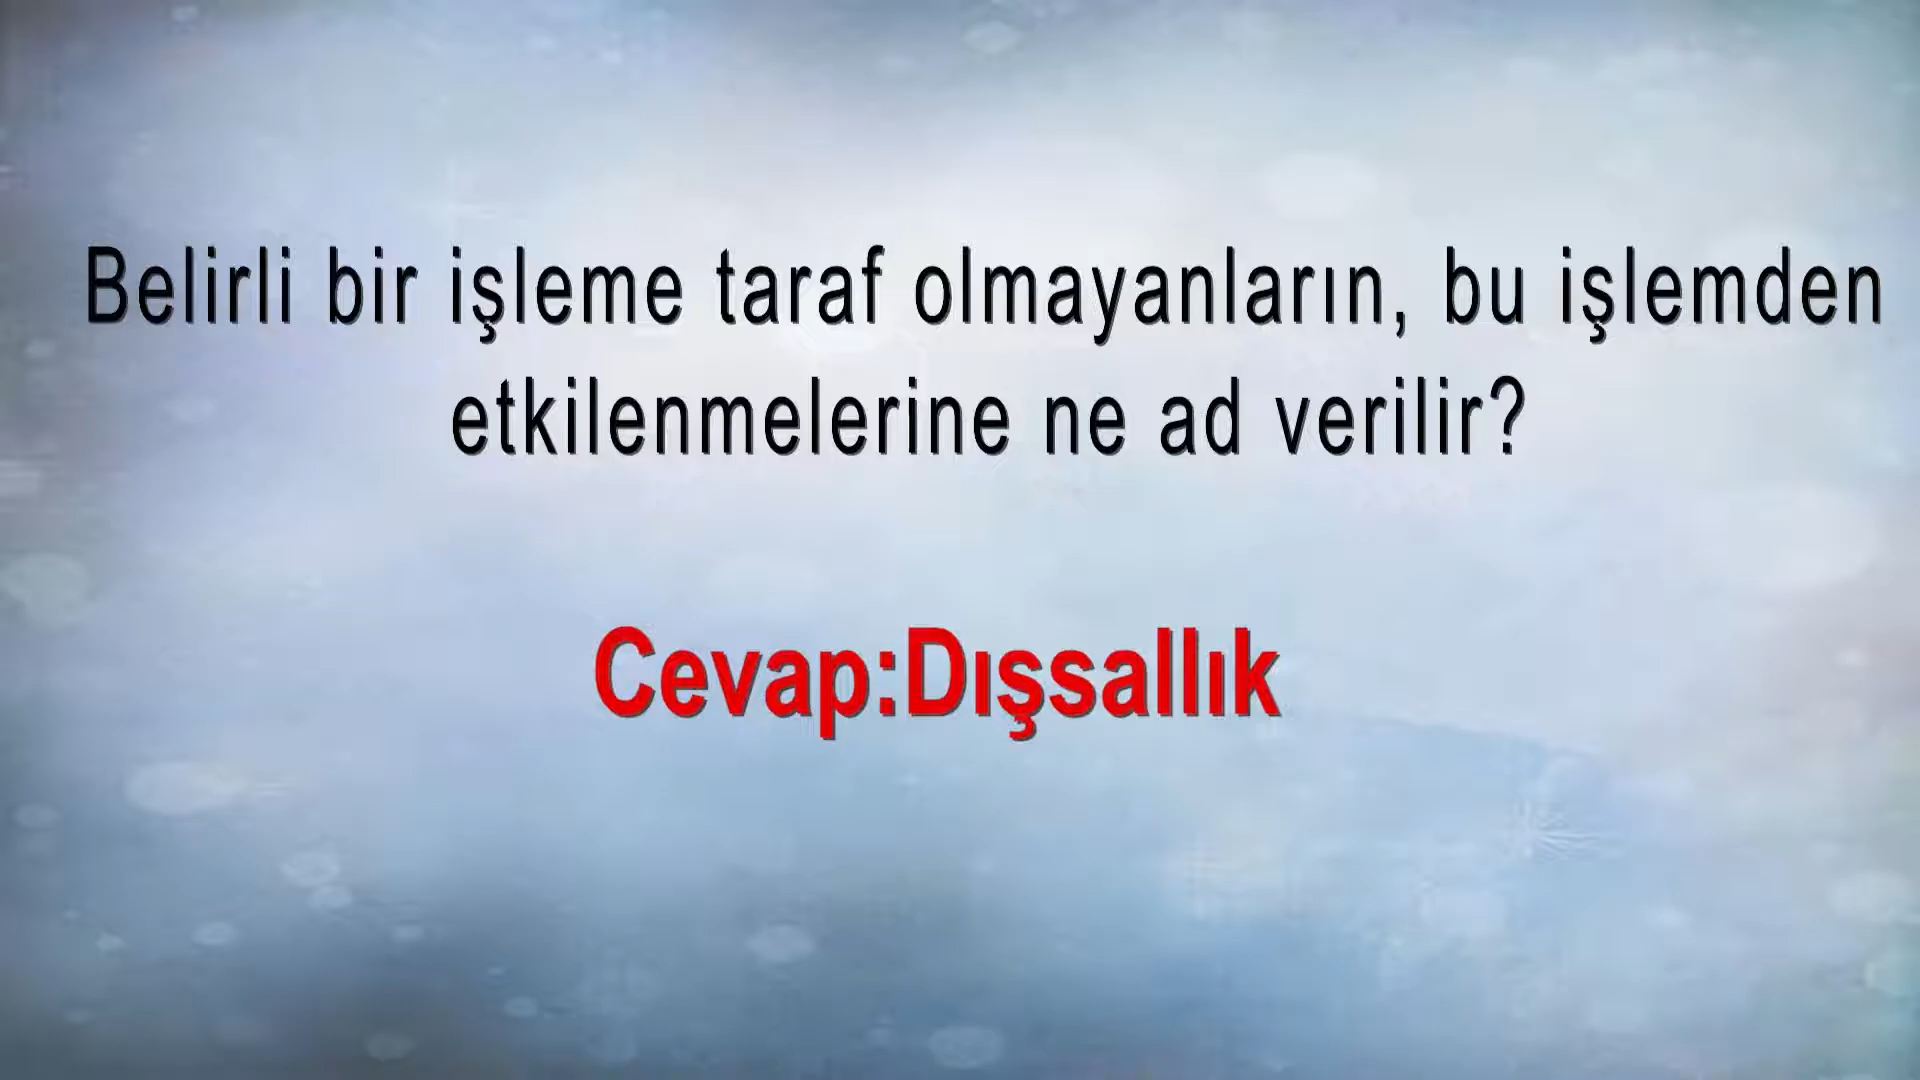 Belirli bir işleme taraf olmayanların, bu işlemden
etkilenmelerine ne ad verilir?
Cevap:Dışsallık